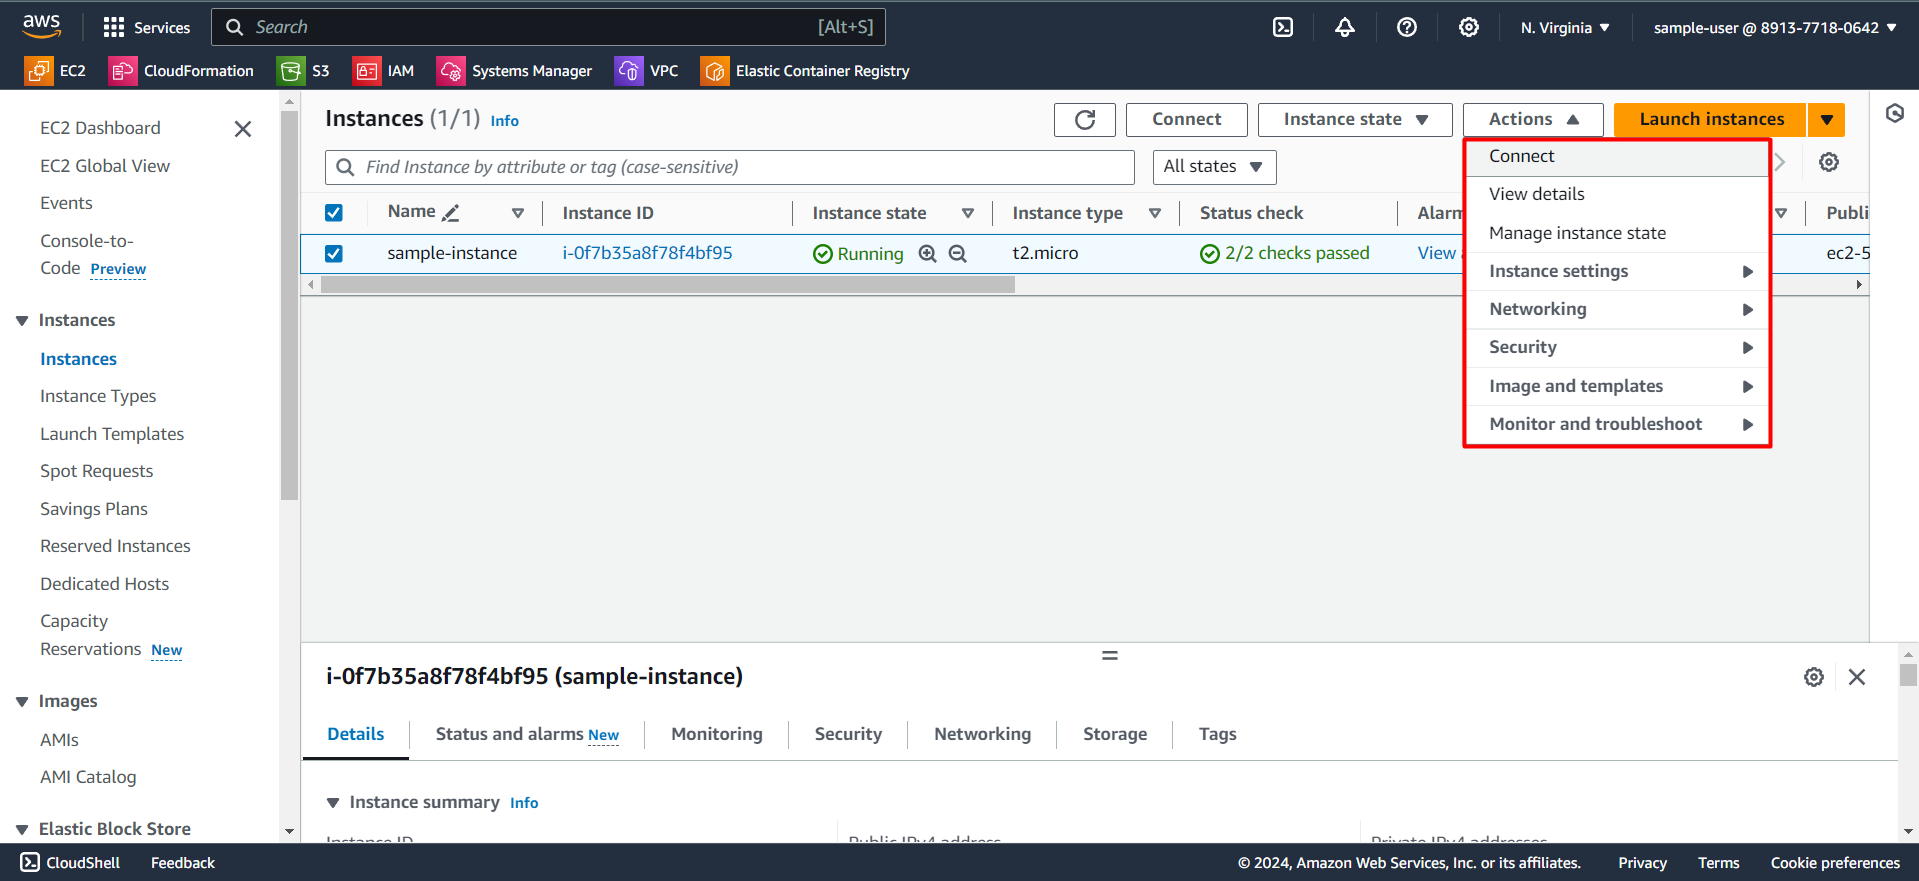 aws
Services
Search [Alt+S]
N. Virginia
sample-user @ 8913-7718-0642
EC2
CloudFormation
S3
IAM
Systems Manager
VPC
Elastic Container Registry
EC2 Dashboard
EC2 Global View
Events
Console-to-
Code Preview
Instances
Instances
Instance Types
Launch Templates
Spot Requests
Savings Plans
Reserved Instances
Dedicated Hosts
Capacity
Reservations New
Images
AMIs
AMI Catalog
Elastic Block Store
Instances (1/1) Info
Connect
Instance state
Actions
Launch instances
Find Instance by attribute or tag (case-sensitive)
All states
Name
Instance ID
Instance state
Instance type
Status check
Alarm
Publi
sample-instance
i-0f7b35a8f78f4bf95
Running
t2.micro
2/2 checks passed
View
ec2-5
Connect
View details
Manage instance state
Instance settings
Networking
Security
Image and templates
Monitor and troubleshoot
i-0f7b35a8f78f4bf95 (sample-instance)
Details
Status and alarms New
Monitoring
Security
Networking
Storage
Tags
Instance summary Info
Instance ID
Public IPv4 address
Private IPv4 addresses
CloudShell
Feedback
© 2024, Amazon Web Services, Inc. or its affiliates.
Privacy
Terms
Cookie preferences